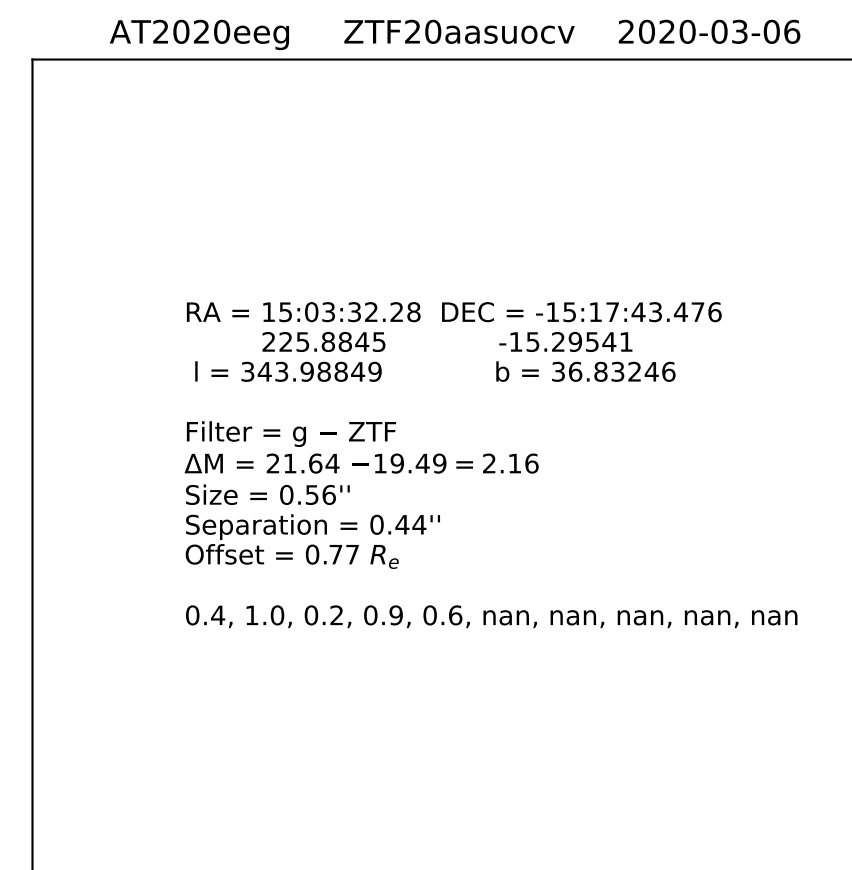 AT2020eeg ZTF20aasuocv 2020-03-06
RA = 15:03:32.28 DEC = -15:17:43.476
225.8845 -15.29541
l = 343.98849 b = 36.83246
Filter = g − ZTF
ΔM = 21.64 −19.49 = 2.16
Size = 0.56''
Separation = 0.44''
Offset = 0.77 Rₑ
0.4, 1.0, 0.2, 0.9, 0.6, nan, nan, nan, nan, nan